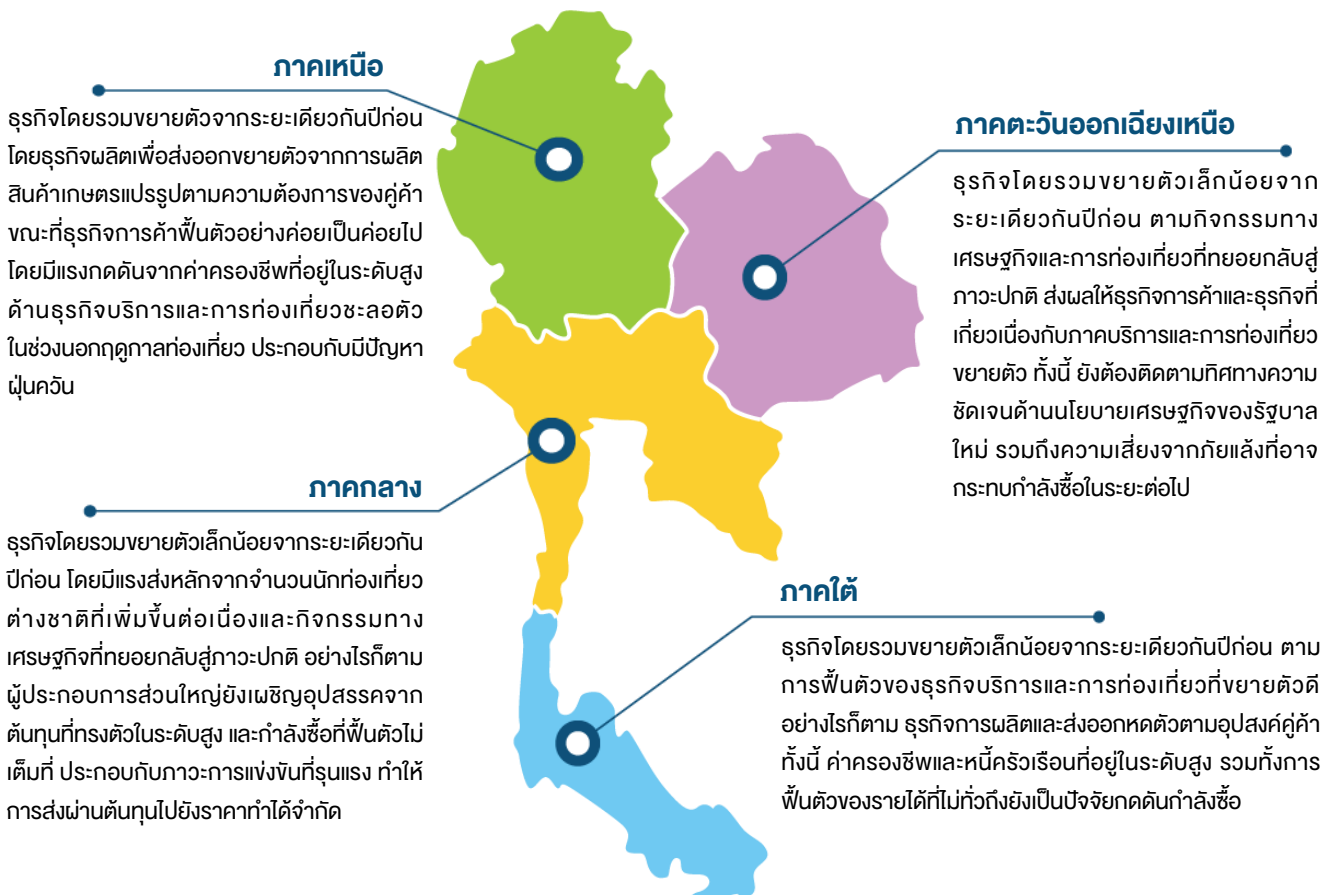 ภาคเหนือ
ธุรกิจโดยรวมขยายตัวจากระยะเดียวกันปีก่อน
โดยธุรกิจผลิตเพื่อส่งออกขยายตัวจากการผลิต
สินค้าเกษตรแปรรูปตามความต้องการของคู่ค้า
ขณะที่ธุรกิจการค้าฟื้นตัวอย่างค่อยเป็นค่อยไป
โดยมีแรงกดดันจากค่าครองชีพที่อยู่ในระดับสูง
ด้านธุรกิจบริการและการท่องเที่ยวชะลอตัว
ในช่วงนอกฤดูกาลท่องเที่ยว ประกอบกับมีปัญหา
ฝุ่นควัน
ภาคตะวันออกเฉียงเหนือ
ธุรกิจโดยรวมขยายตัวเล็กน้อยจาก
ระยะเดียวกันปีก่อน ตามกิจกรรมทาง
เศรษฐกิจและการท่องเที่ยวที่ทยอยกลับสู่
ภาวะปกติ ส่งผลให้ธุรกิจการค้าและธุรกิจที่
เกี่ยวเนื่องกับภาคบริการและการท่องเที่ยว
ขยายตัว ทั้งนี้ ยังต้องติดตามทิศทางความ
ชัดเจนด้านนโยบายเศรษฐกิจของรัฐบาล
ใหม่ รวมถึงความเสี่ยงจากภัยแล้งที่อาจ
กระทบกำลังซื้อในระยะต่อไป
ภาคกลาง
ธุรกิจโดยรวมขยายตัวเล็กน้อยจากระยะเดียวกัน
ปีก่อน โดยมีแรงส่งหลักจากจำนวนนักท่องเที่ยว
ต่างชาติที่เพิ่มขึ้นต่อเนื่องและกิจกรรมทาง
เศรษฐกิจที่ทยอยกลับสู่ภาวะปกติ อย่างไรก็ตาม
ผู้ประกอบการส่วนใหญ่ยังเผชิญอุปสรรคจาก
ต้นทุนที่ทรงตัวในระดับสูง และกำลังซื้อที่ฟื้นตัวไม่
เต็มที่ ประกอบกับภาวะการแข่งขันที่รุนแรง ทำให้
การส่งผ่านต้นทุนไปยังราคาทำได้จำกัด
ภาคใต้
ธุรกิจโดยรวมขยายตัวเล็กน้อยจากระยะเดียวกันปีก่อน ตาม
การฟื้นตัวของธุรกิจบริการและการท่องเที่ยวที่ขยายตัวดี
อย่างไรก็ตาม ธุรกิจการผลิตและส่งออกหดตัวตามอุปสงค์คู่ค้า
ทั้งนี้ ค่าครองชีพและหนี้ครัวเรือนที่อยู่ในระดับสูง รวมทั้งการ
ฟื้นตัวของรายได้ที่ไม่ทั่วถึงยังเป็นปัจจัยกดดันกำลังซื้อ